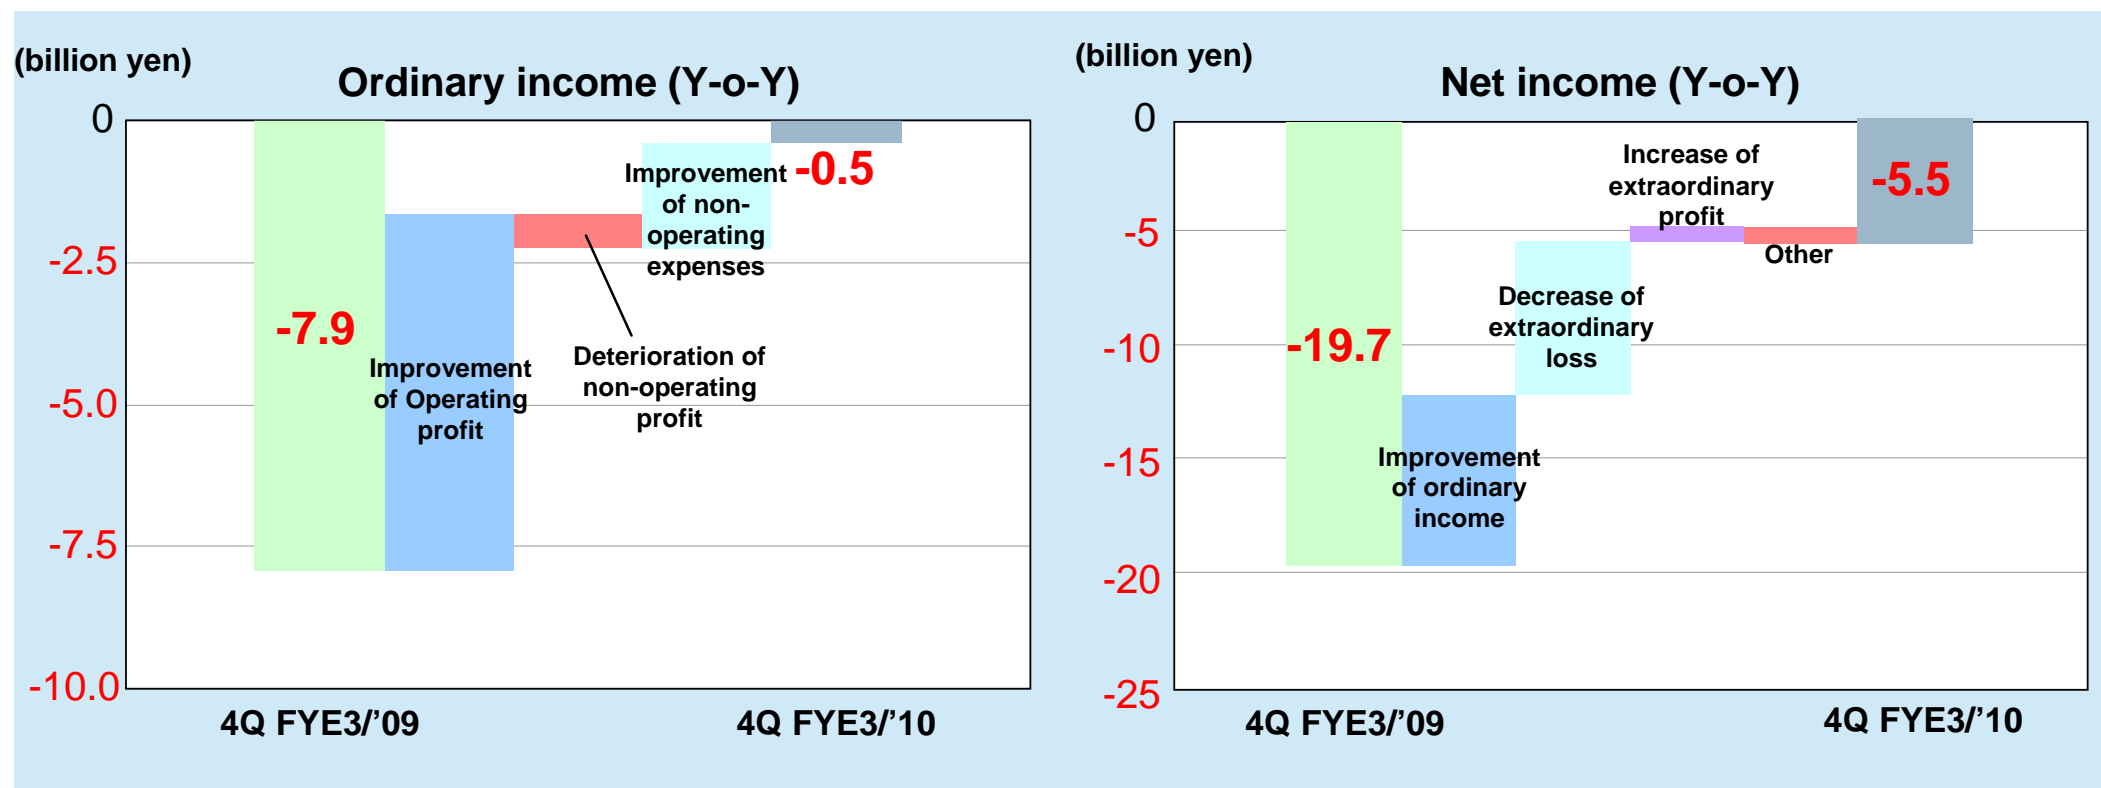 (billion yen)
Ordinary income (Y-o-Y)
0
-2.5
-5.0
-7.5
-10.0
-7.9
Improvement
of Operating
profit
Deterioration of
non-operating
profit
Improvement
of non-
operating
expenses
-0.5
4Q FYE3/’09
4Q FYE3/’10
(billion yen)
Net income (Y-o-Y)
0
-5
-10
-15
-20
-25
-19.7
Improvement
of ordinary
income
Decrease of
extraordinary
loss
Increase of
extraordinary
profit
Other
-5.5
4Q FYE3/’09
4Q FYE3/’10